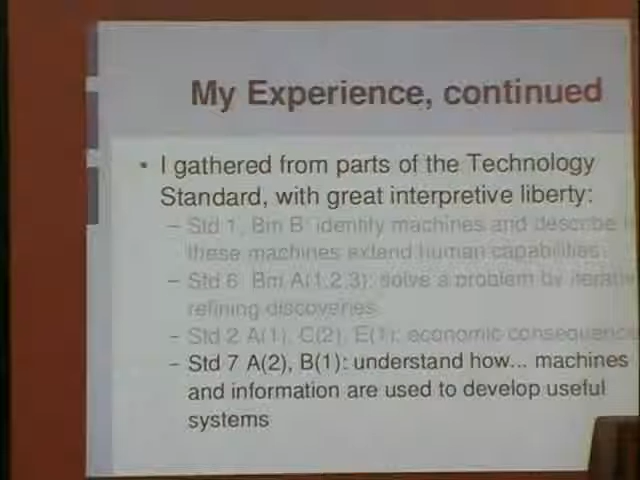 My Experience, continued
• I gathered from parts of the Technology
Standard, with great interpretive liberty:
– Std 1, Bm B: identify machines and describe
these machines extend human capabilities.
– Std 6, Bm A(1,2,3): solve a problem by
refining discoveries
– Std 2 A(1), C(2), E(1): economic
– Std 7 A(2), B(1): understand how... machines
and information are used to develop useful
systems